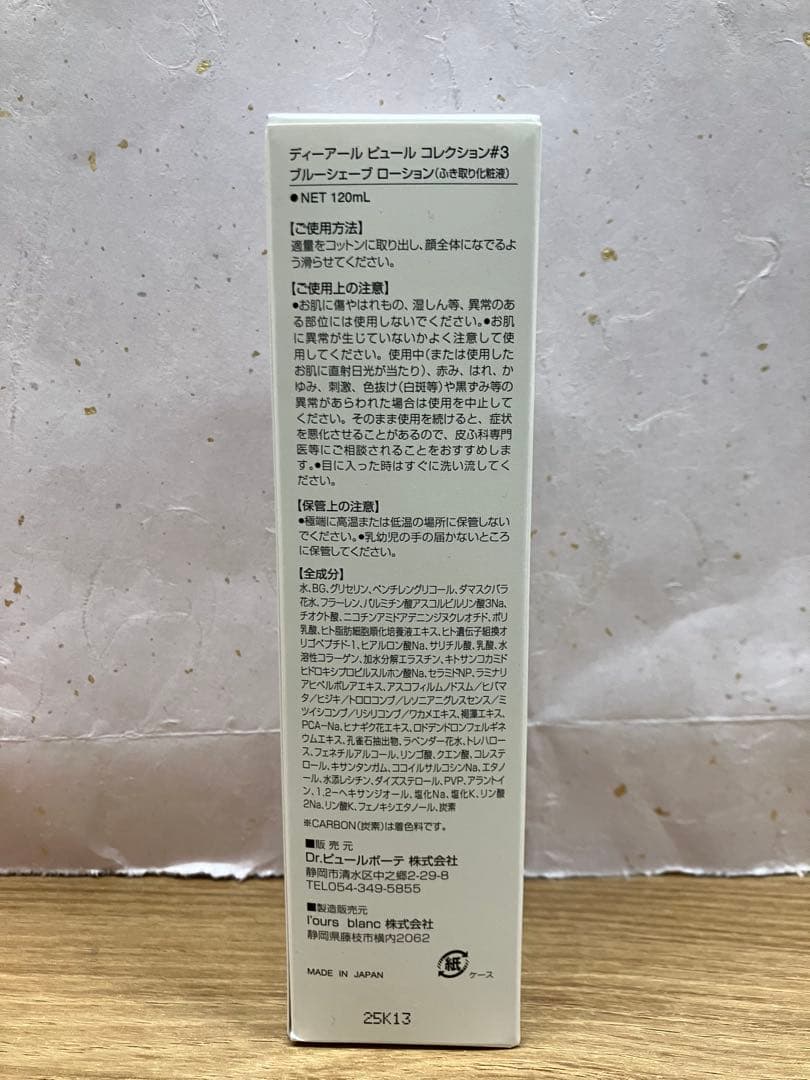 ディーアール ピュール コレクション#3
ブルーシェーブ ローション(ふき取り化粧液)
●NET 120mL
【ご使用方法】
適量をコットンに取り出し、顔全体になでるよ
う滑らせてください。
【ご使用上の注意】
●お肌に傷やはれもの、湿しん等、異常のあ
る部位には使用しないでください。●お肌
に異常が生じていないかよく注意して使
用してください。使用中(または使用した
お肌に直射日光が当たり)、赤み、はれ、か
ゆみ、刺激、色抜け(白斑等)や黒ずみ等の
異常があらわれた場合は使用を中止して
ください。そのまま使用を続けると、症状
を悪化させることがあるので、皮ふ科専門
医等にご相談されることをおすすめしま
す。●目に入った時はすぐに洗い流してく
ださい。
【保管上の注意】
●極端に高温または低温の場所に保管しない
でください。●乳幼児の手の届かないところ
に保管してください。
【全成分】
水、BG、グリセリン、ペンチレングリコール、ダマスクバラ
花水、フラーレン、パルミチン酸アスコルビルリン酸3Na、
チオクト酸、ニコチンアミドアデニンジヌクレオチド、ポリ
乳酸、ヒト脂肪細胞順化培養液エキス、ヒト遺伝子組換オ
リゴペプチド-1、ヒアルロン酸Na、サリチル酸、乳酸、水
溶性コラーゲン、加水分解エラスチン、キトサンコカミド
ヒドロキシプロピルスルホン酸Na、セラミドNP、ラミナリ
アヒペルボレアエキス、アスコフィルムノドスム/ヒバマ
タ/ヒジキ/トロロコンブ/レソニアニグレスセンス/ミ
ツイシコンブ/リシリコンブ/ワカメエキス、褐藻エキス、
PCA-Na、ヒナギク花エキス、ロドデンドロンフェルギネ
ウムエキス、孔雀石抽出物、ラベンダー花水、トレハロー
ス、フェネチルアルコール、リンゴ酸、クエン酸、コレステ
ロール、キサンタンガム、ココイルサルコシンNa、エタノ
ール、水添レシチン、ダイズステロール、PVP、アラントイ
ン、1,2-ヘキサンジオール、塩化Na、塩化K、リン酸
2Na、リン酸K、フェノキシエタノール、炭素
※CARBON(炭素)は着色料です。
■販売元
Dr.ピュールボーテ 株式会社
静岡市清水区中之郷2-29-8
TEL054-349-5855
■製造販売元
l'ours blanc 株式会社
静岡県藤枝市横内2062
MADE IN JAPAN
紙
ケース
25K13